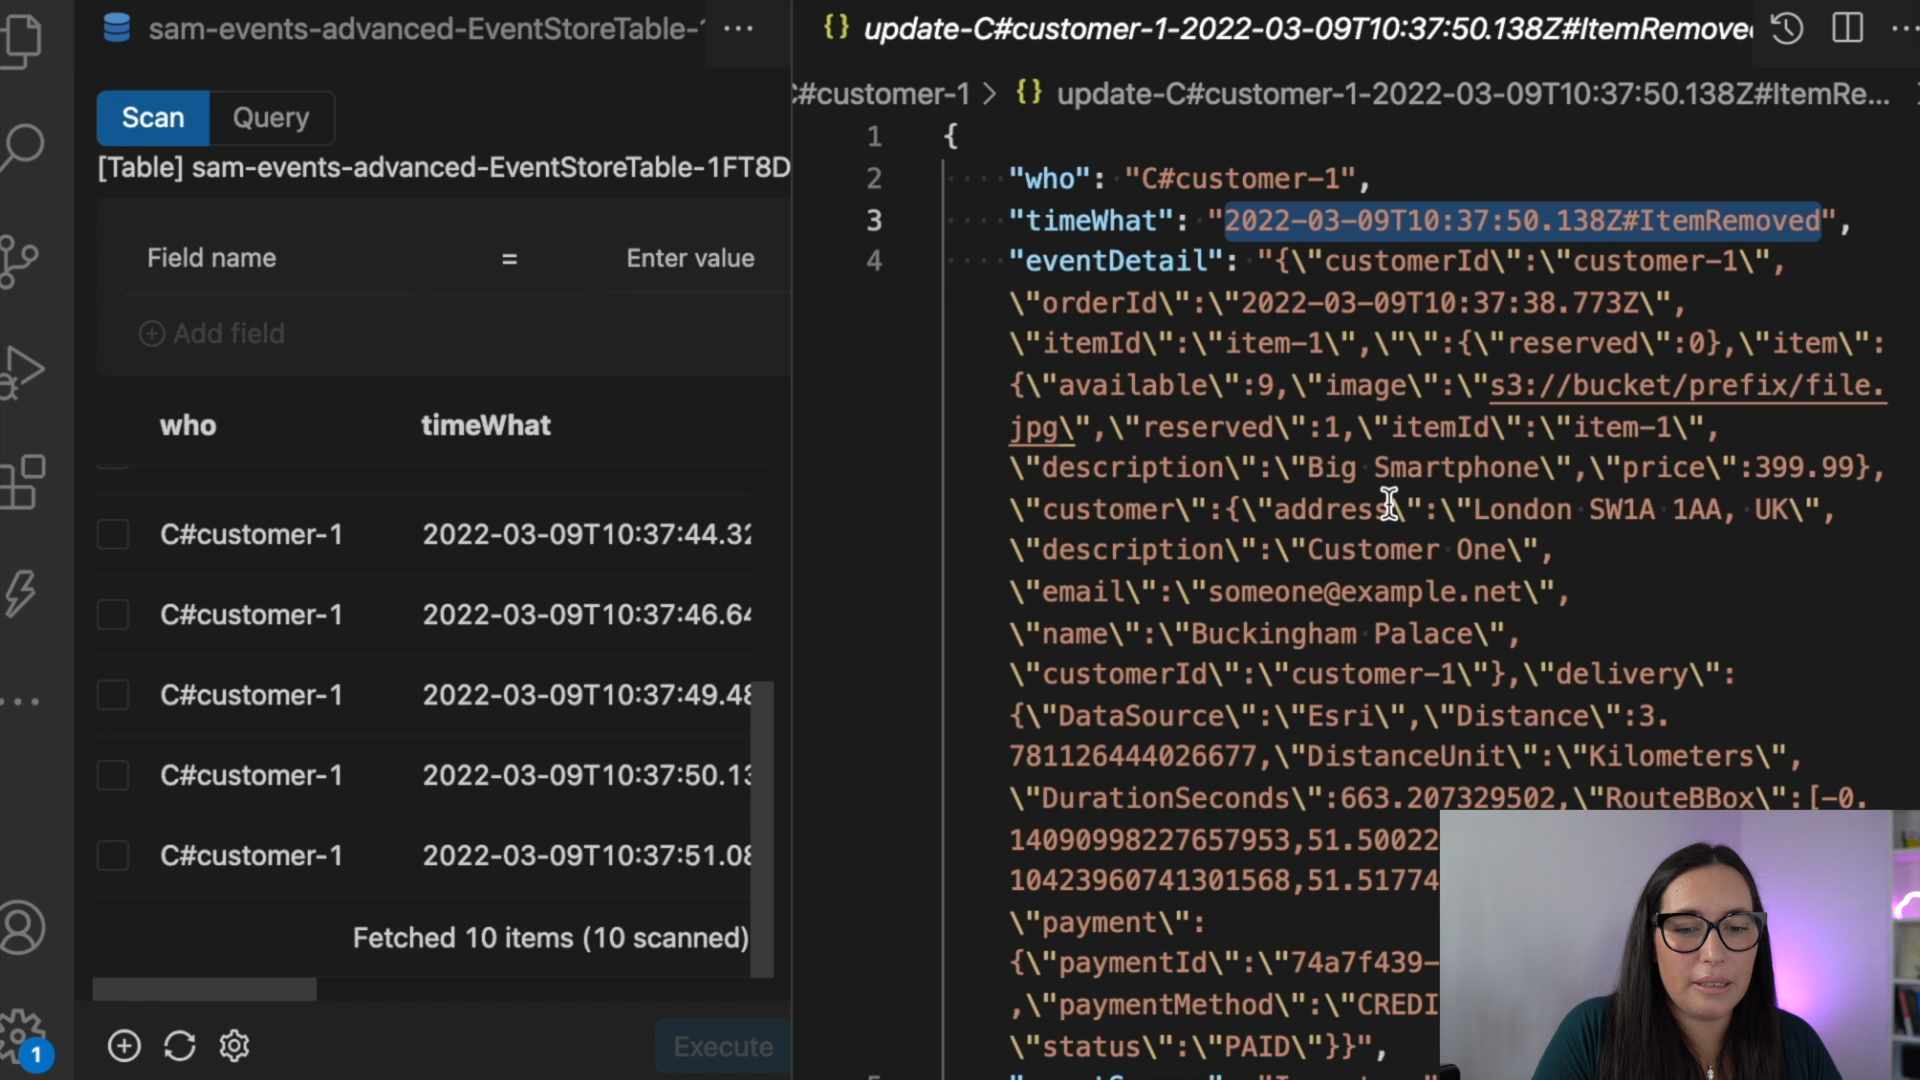 sam-events-advanced-EventStoreTable-
Scan
Query
[Table] sam-events-advanced-EventStoreTable-1FT8D
Field name
=
Enter value
Add field
who
timeWhat
C#customer-1
2022-03-09T10:37:44.32
C#customer-1
2022-03-09T10:37:46.64
C#customer-1
2022-03-09T10:37:49.48
C#customer-1
2022-03-09T10:37:50.13
C#customer-1
2022-03-09T10:37:51.08
Fetched 10 items (10 scanned)
Execute
1
{} update-C#customer-1-2022-03-09T10:37:50.138Z#ItemRemove
C#customer-1 > {} update-C#customer-1-2022-03-09T10:37:50.138Z#ItemRe...
1 {
2 "who": "C#customer-1",
3 "timeWhat": "2022-03-09T10:37:50.138Z#ItemRemoved",
4 "eventDetail": "{\"customerId\":\"customer-1\",
\"orderId\":\"2022-03-09T10:37:38.773Z\",
\"itemId\":\"item-1\",\"\":{\"reserved\":0},\"item\":
{\"available\":9,\"image\":\"s3://bucket/prefix/file.
jpg\",\"reserved\":1,\"itemId\":\"item-1\",
\"description\":\"Big Smartphone\",\"price\":399.99},
\"customer\":{\"address\":\"London SW1A 1AA, UK\",
\"description\":\"Customer One\",
\"email\":\"someone@example.net\",
\"name\":\"Buckingham Palace\",
\"customerId\":\"customer-1\"},\"delivery\":
{\"DataSource\":\"Esri\",\"Distance\":3.
781126444026677,\"DistanceUnit\":\"Kilometers\",
\"DurationSeconds\":663.207329502,\"RouteBBox\":[-0.
14090998227657953,51.50022
10423960741301568,51.51774
\"payment\":
{\"paymentId\":\"74a7f439-
,\"paymentMethod\":\"CREDI
\"status\":\"PAID\"}}",